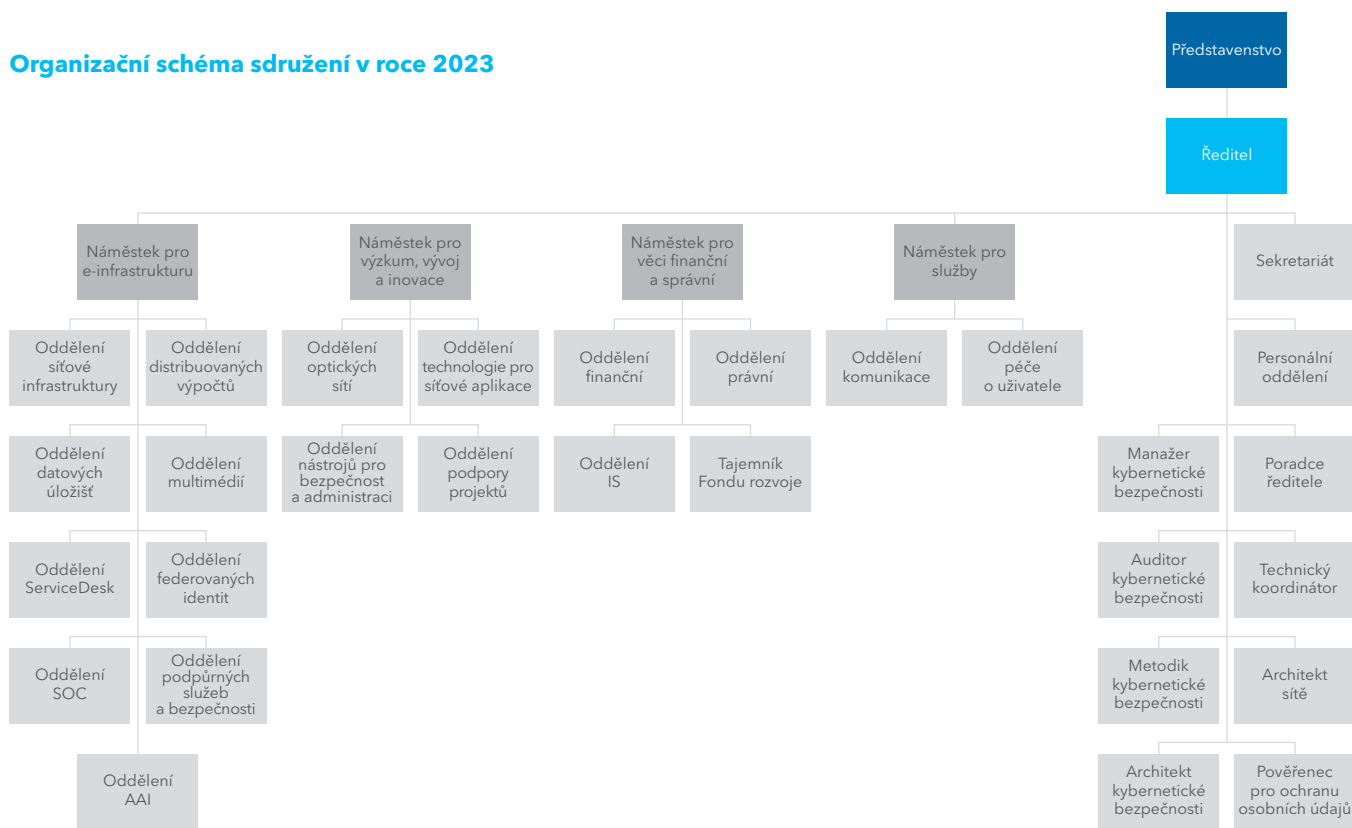 Organizační schéma sdružení v roce 2023
Představenstvo
Ředitel
Náměstek pro
e-infrastrukturu
Náměstek pro
výzkum, vývoj
a inovace
Náměstek pro
věci finanční
a správní
Náměstek pro
služby
Sekretariát
Oddělení
síťové
infrastruktury
Oddělení
distribuovaných
výpočtů
Oddělení
optických
sítí
Oddělení
technologie pro
síťové aplikace
Oddělení
finanční
Oddělení
právní
Oddělení
komunikace
Oddělení
péče
o uživatele
Personální
oddělení
Oddělení
datových
úložišť
Oddělení
multimédií
Oddělení
nástrojů pro
bezpečnost
a administraci
Oddělení
podpory
projektů
Oddělení
IS
Tajemník
Fondu rozvoje
Manažer
kybernetické
bezpečnosti
Poradce
ředitele
Oddělení
ServiceDesk
Oddělení
federovaných
identit
Auditor
kybernetické
bezpečnosti
Technický
koordinátor
Oddělení
SOC
Oddělení
podpůrných
služeb
a bezpečnosti
Metodik
kybernetické
bezpečnosti
Architekt
sítě
Oddělení
AAI
Architekt
kybernetické
bezpečnosti
Pověřenec
pro ochranu
osobních údajů